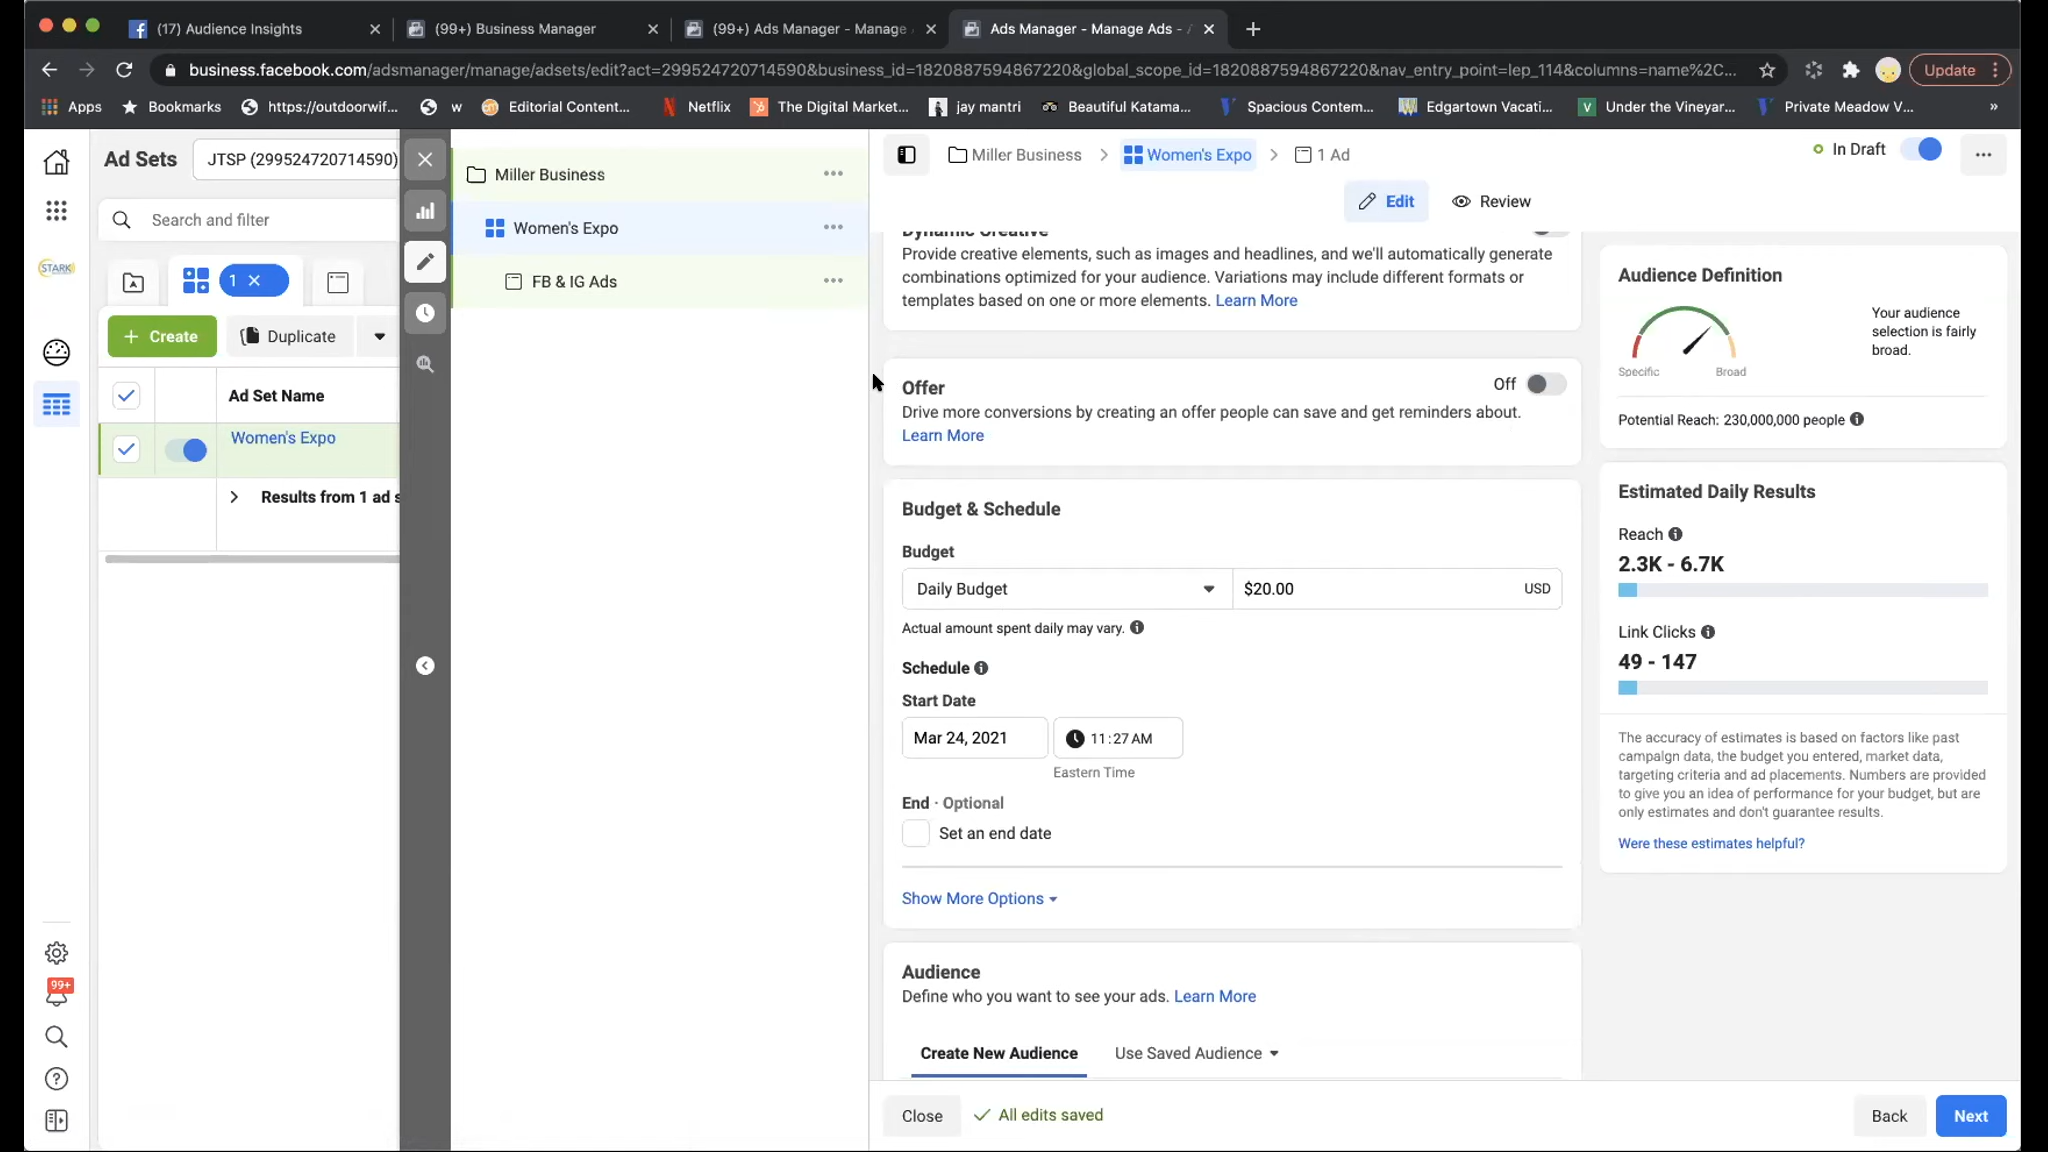 (17) Audience Insights
(99+) Business Manager
(99+) Ads Manager - Manage
Ads Manager - Manage Ads -
business.facebook.com/adsmanager/manage/adsets/edit?act=299524720714590&business_id=1820887594867220&global_scope_id=1820887594867220&nav_entry_point=lep_114&columns=name%2C...
Update
Apps
Bookmarks
https://outdoorwif...
w
Editorial Content...
Netflix
The Digital Market...
jay mantri
Beautiful Katama...
Spacious Contem...
Edgartown Vacati...
Under the Vineyar...
Private Meadow V...
»
Ad Sets
JTSP (299524720714590)
Search and filter
STARK
1
Create
Duplicate
Ad Set Name
Women's Expo
Results from 1 ad s
99+
Miller Business
Women's Expo
FB & IG Ads
Miller Business
Women's Expo
1 Ad
In Draft
Edit
Review
Dynamic Creative
Provide creative elements, such as images and headlines, and we'll automatically generate
combinations optimized for your audience. Variations may include different formats or
templates based on one or more elements. Learn More
Offer
Off
Drive more conversions by creating an offer people can save and get reminders about.
Learn More
Budget & Schedule
Budget
Daily Budget
$20.00
USD
Actual amount spent daily may vary.
Schedule
Start Date
Mar 24, 2021
11:27 AM
Eastern Time
End · Optional
Set an end date
Show More Options
Audience
Define who you want to see your ads. Learn More
Create New Audience
Use Saved Audience
Close
All edits saved
Back
Next
Audience Definition
Specific
Broad
Your audience
selection is fairly
broad.
Potential Reach: 230,000,000 people
Estimated Daily Results
Reach
2.3K - 6.7K
Link Clicks
49 - 147
The accuracy of estimates is based on factors like past
campaign data, the budget you entered, market data,
targeting criteria and ad placements. Numbers are provided
to give you an idea of performance for your budget, but are
only estimates and don't guarantee results.
Were these estimates helpful?